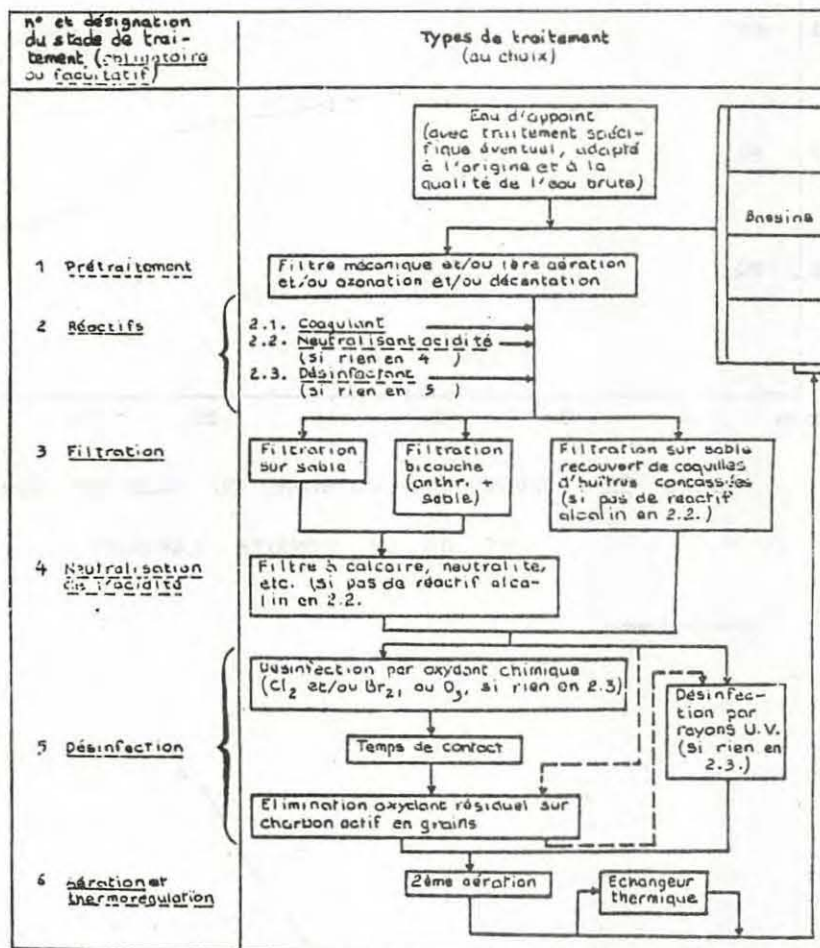 n° et désignation
du stade de trai-
tement (obligatoire
ou facultatif)
Types de traitement
(au choix)
Eau d'appoint
(avec traitement spéci-
fique éventuel, adapté
à l'origine et à la
qualité de l'eau brute)
Bassins
1 Prétraitement
Filtre mécanique et/ou 1ère aération
et/ou ozonation et/ou décantation
2 Réactifs
2.1. Coagulant
2.2. Neutralisant acidité
(si rien en 4 )
2.3. Désinfectant
(si rien en 5 )
3 Filtration
Filtration
sur sable
Filtration
bicouche
(anthr. +
sable)
Filtration sur sable
recouvert de coquilles
d'huîtres concassées
(si pas de réactif
alcalin en 2.2.)
4 Neutralisation
de l'acidité
Filtre à calcaire, neutralite,
etc. (si pas de réactif alca-
lin en 2.2.
5 Désinfection
Désinfection par oxydant chimique
(Cl2 et/ou Br2, ou O3, si rien en 2.3)
Temps de contact
Elimination oxydant résiduel sur
charbon actif en grains
Désinfec-
tion par
rayons U.V.
(si rien en
2.3.)
6 Aération et
thermorégulation
2ème aération
Echangeur
thermique